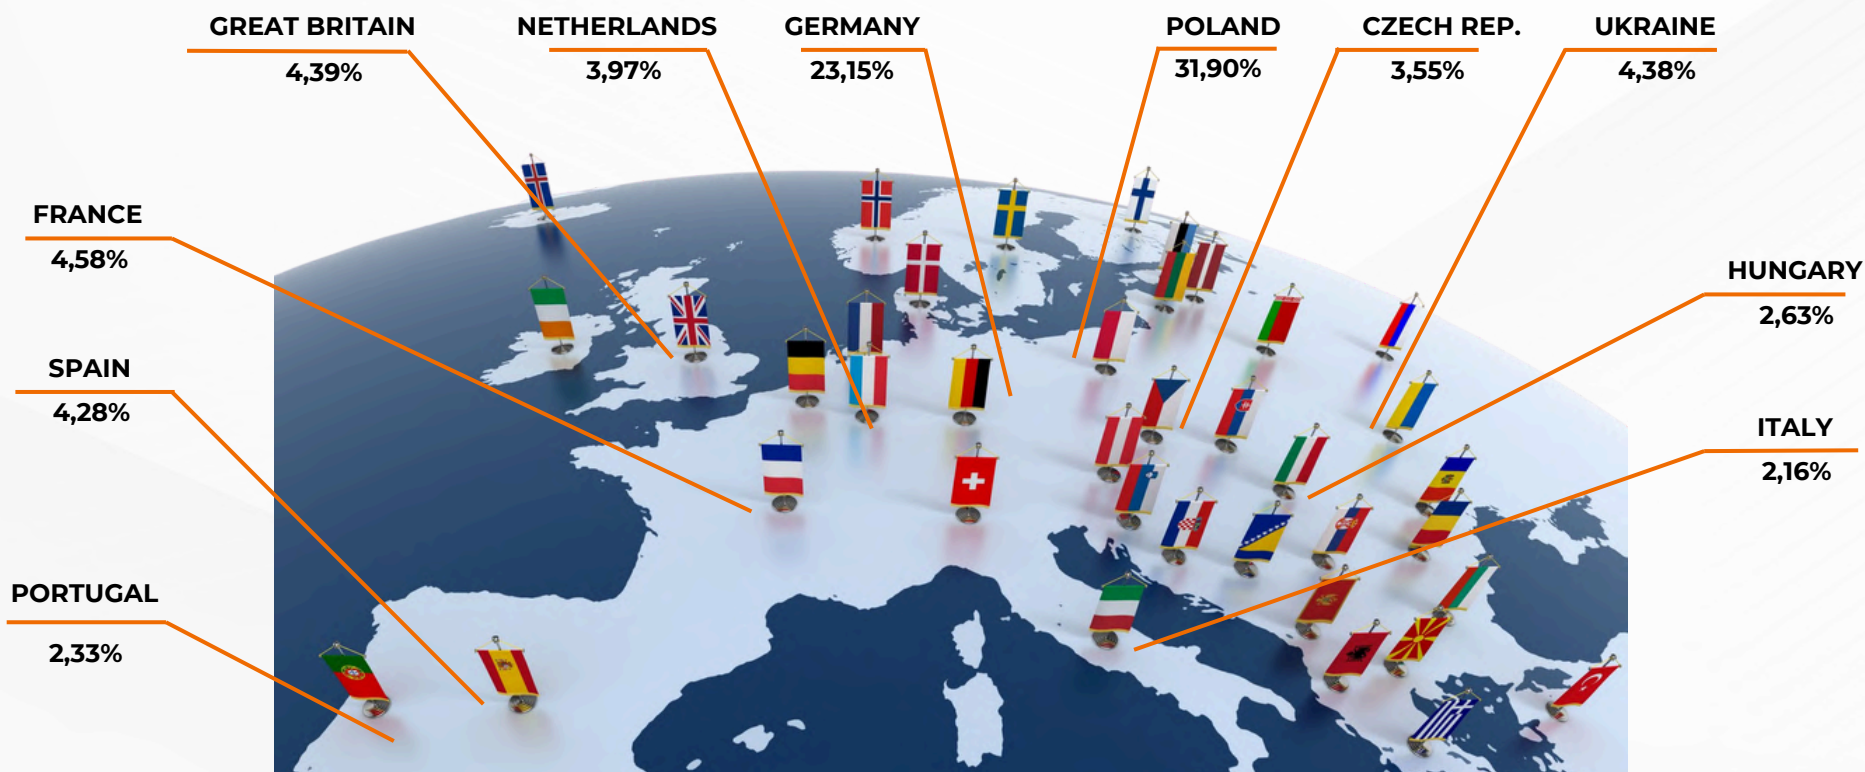 GREAT BRITAIN
4,39%
NETHERLANDS
3,97%
GERMANY
23,15%
POLAND
31,90%
CZECH REP.
3,55%
UKRAINE
4,38%
FRANCE
4,58%
HUNGARY
2,63%
SPAIN
4,28%
ITALY
2,16%
PORTUGAL
2,33%